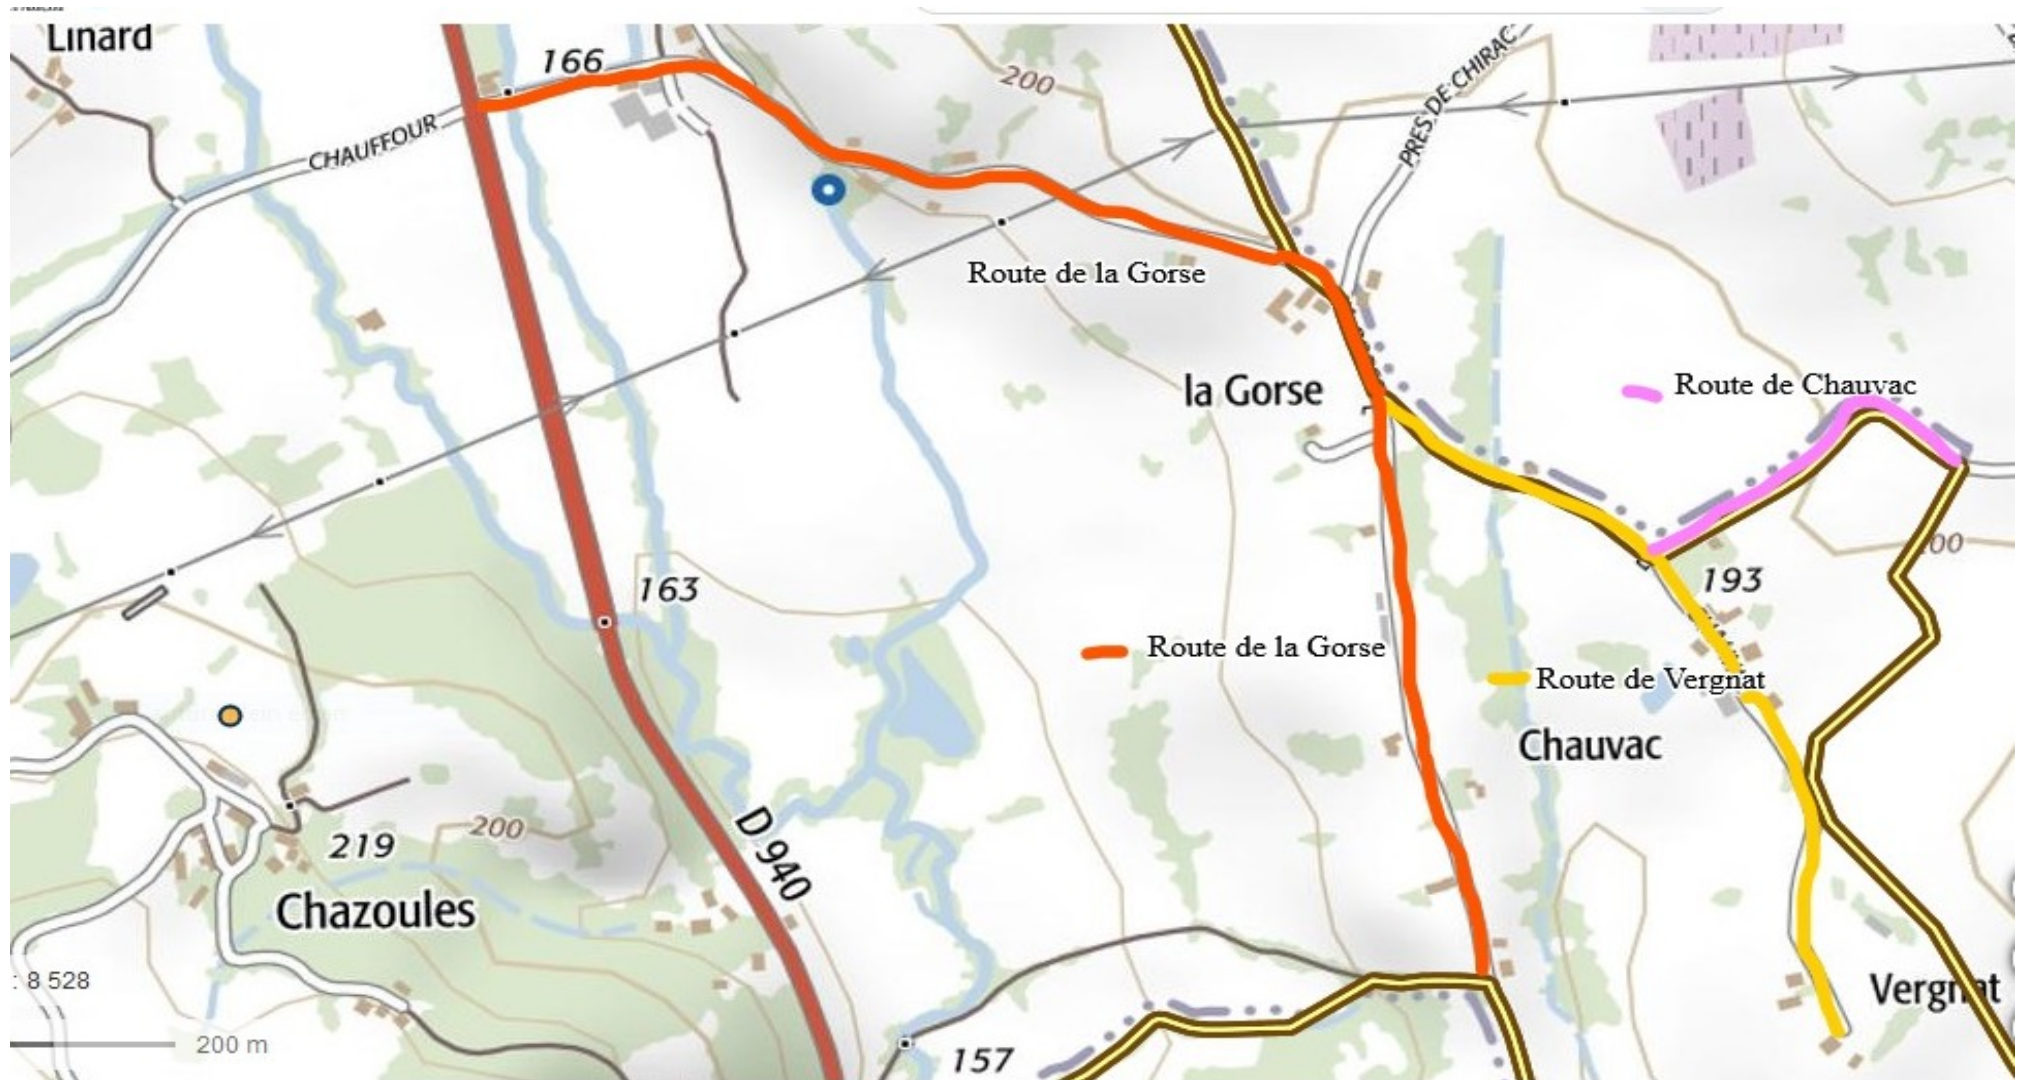 Linard
166
200
PRES DE CHIRAC
CHAUFFOUR
Route de la Gorse
la Gorse
Route de Chauvac
163
193
200
Route de la Gorse
Route de Vergnat
Chauvac
D 940
219
200
Chazoules
: 8 528
Vergnat
200 m
157